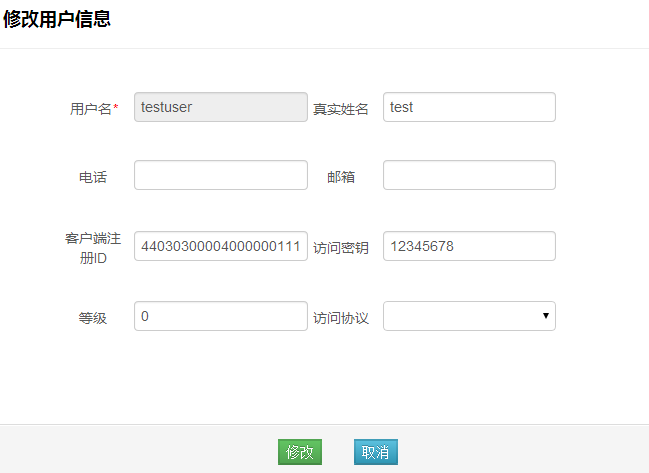 修改用户信息
用户名* testuser 真实姓名 test
电话 邮箱
客户端注册ID 44030300004000000111 访问密钥 12345678
等级 0 访问协议
修改 取消